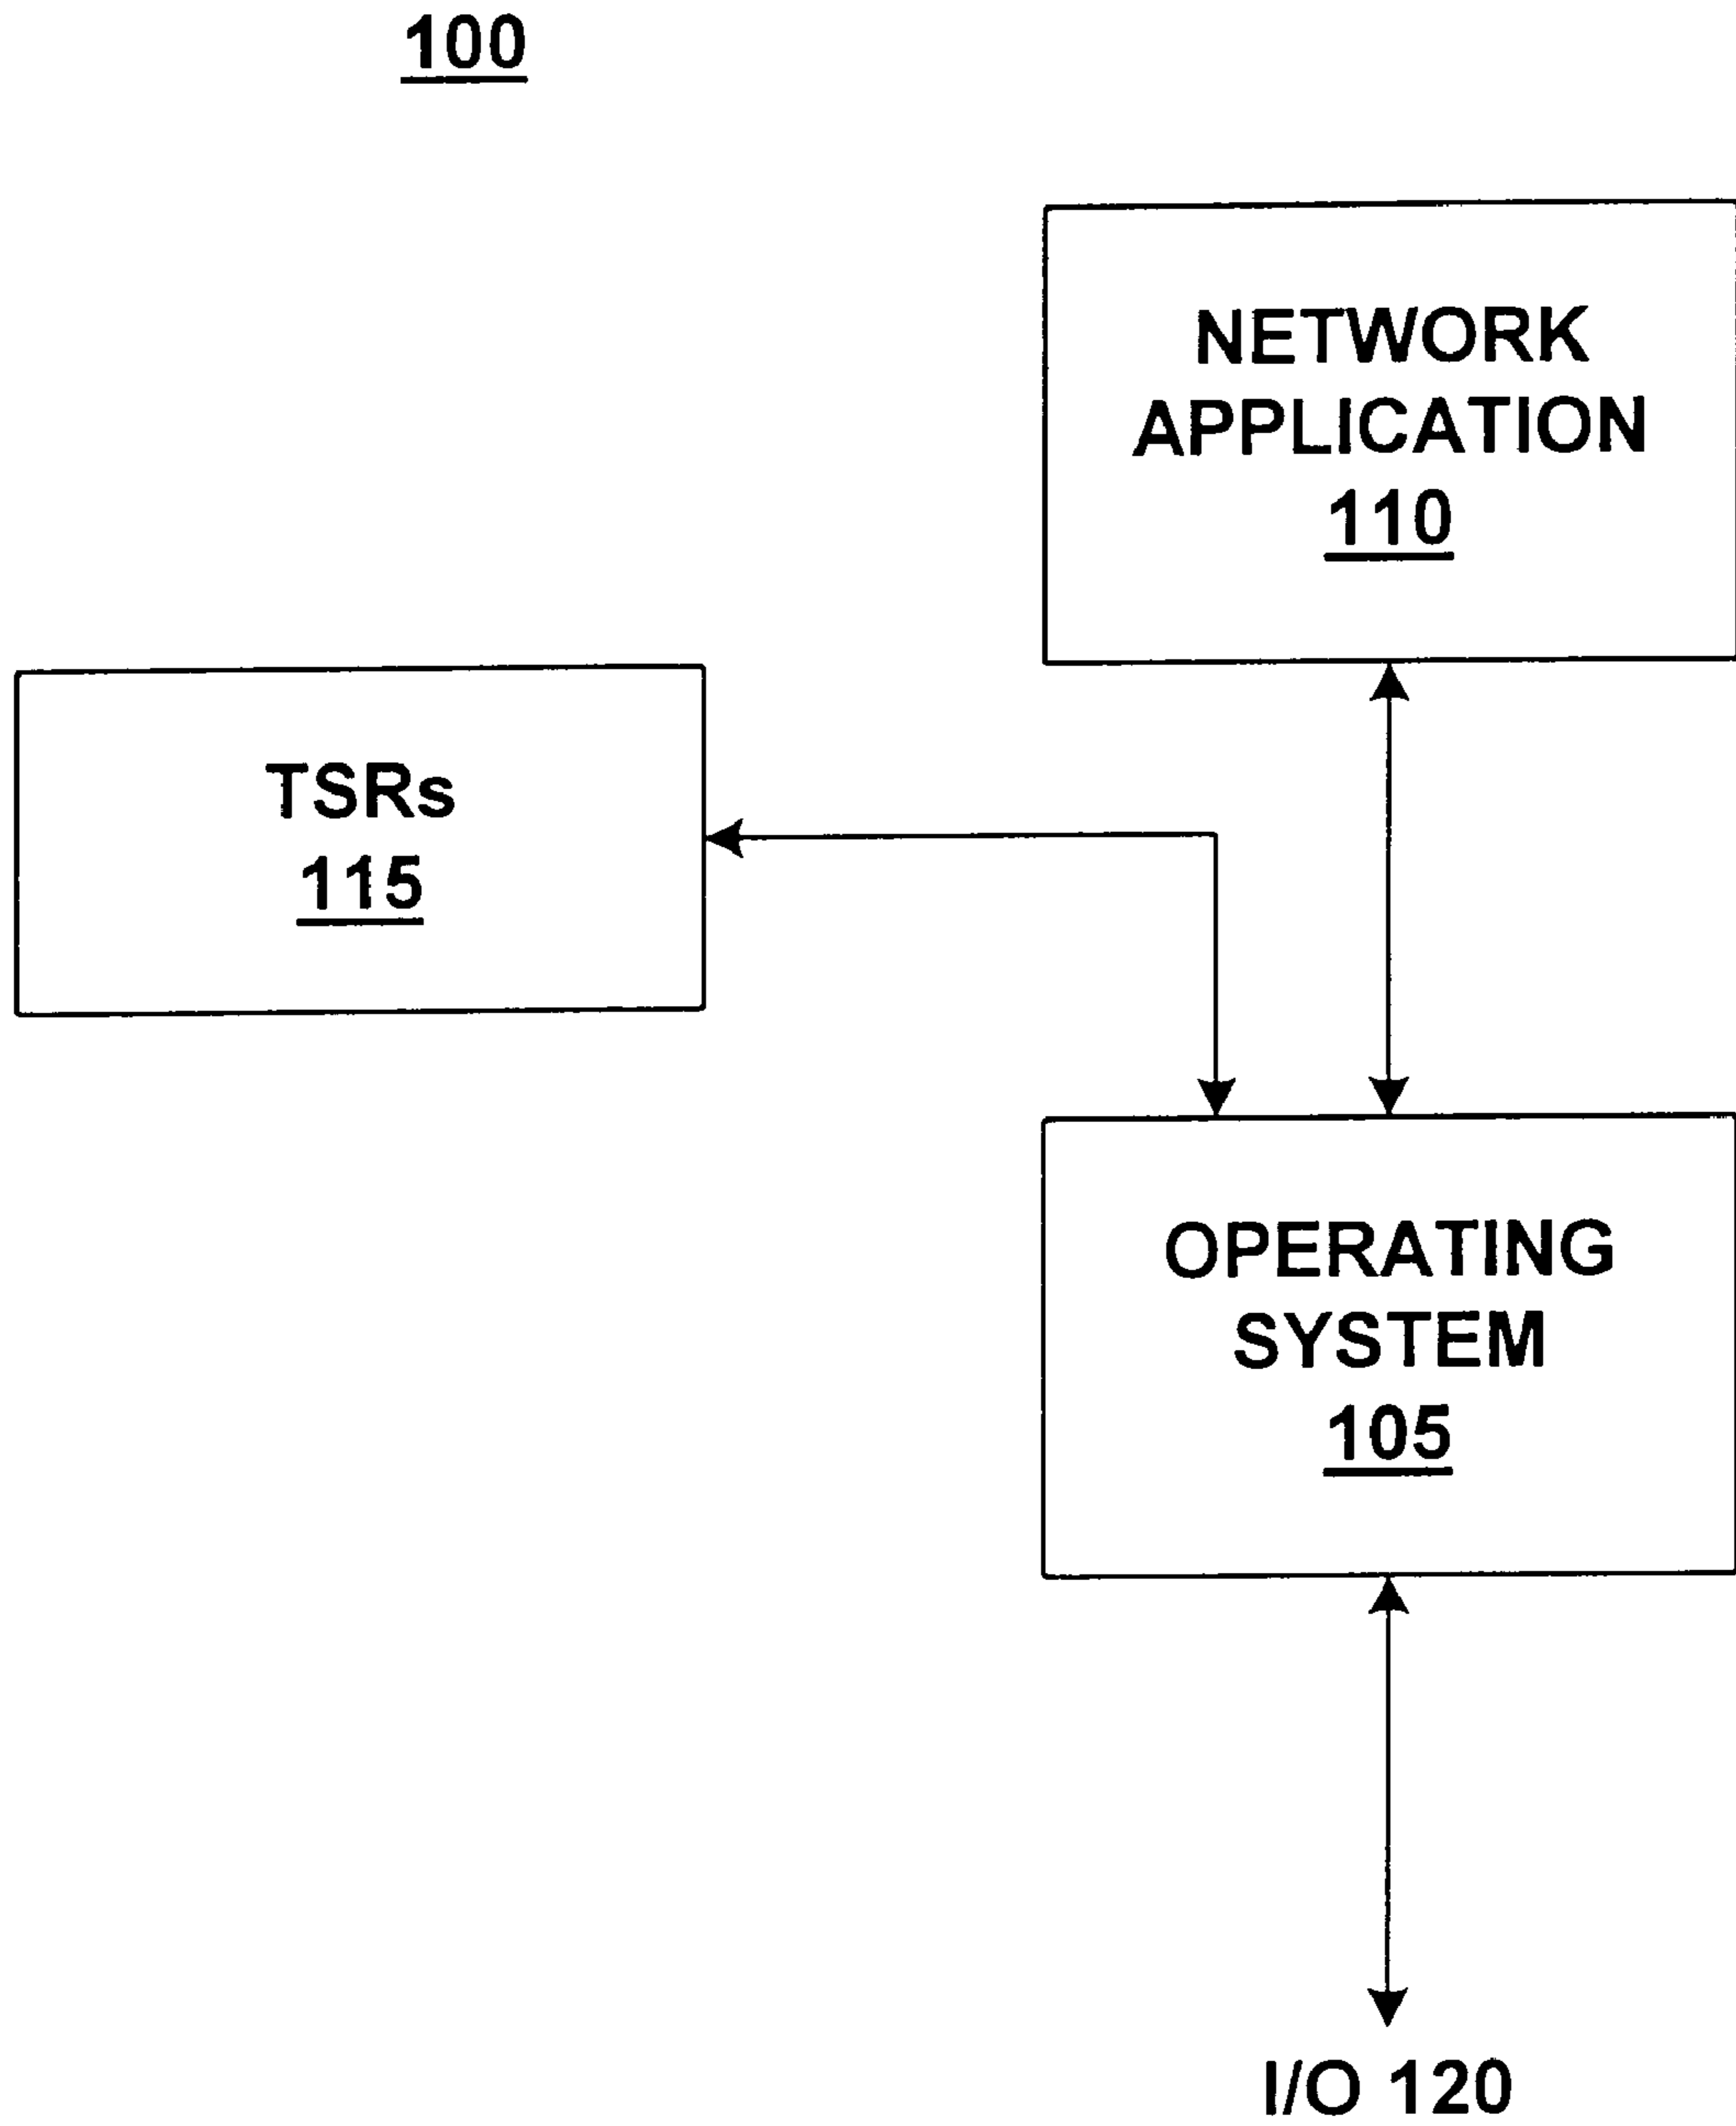 100
NETWORK
APPLICATION
110
TSRs
115
OPERATING
SYSTEM
105
I/O 120